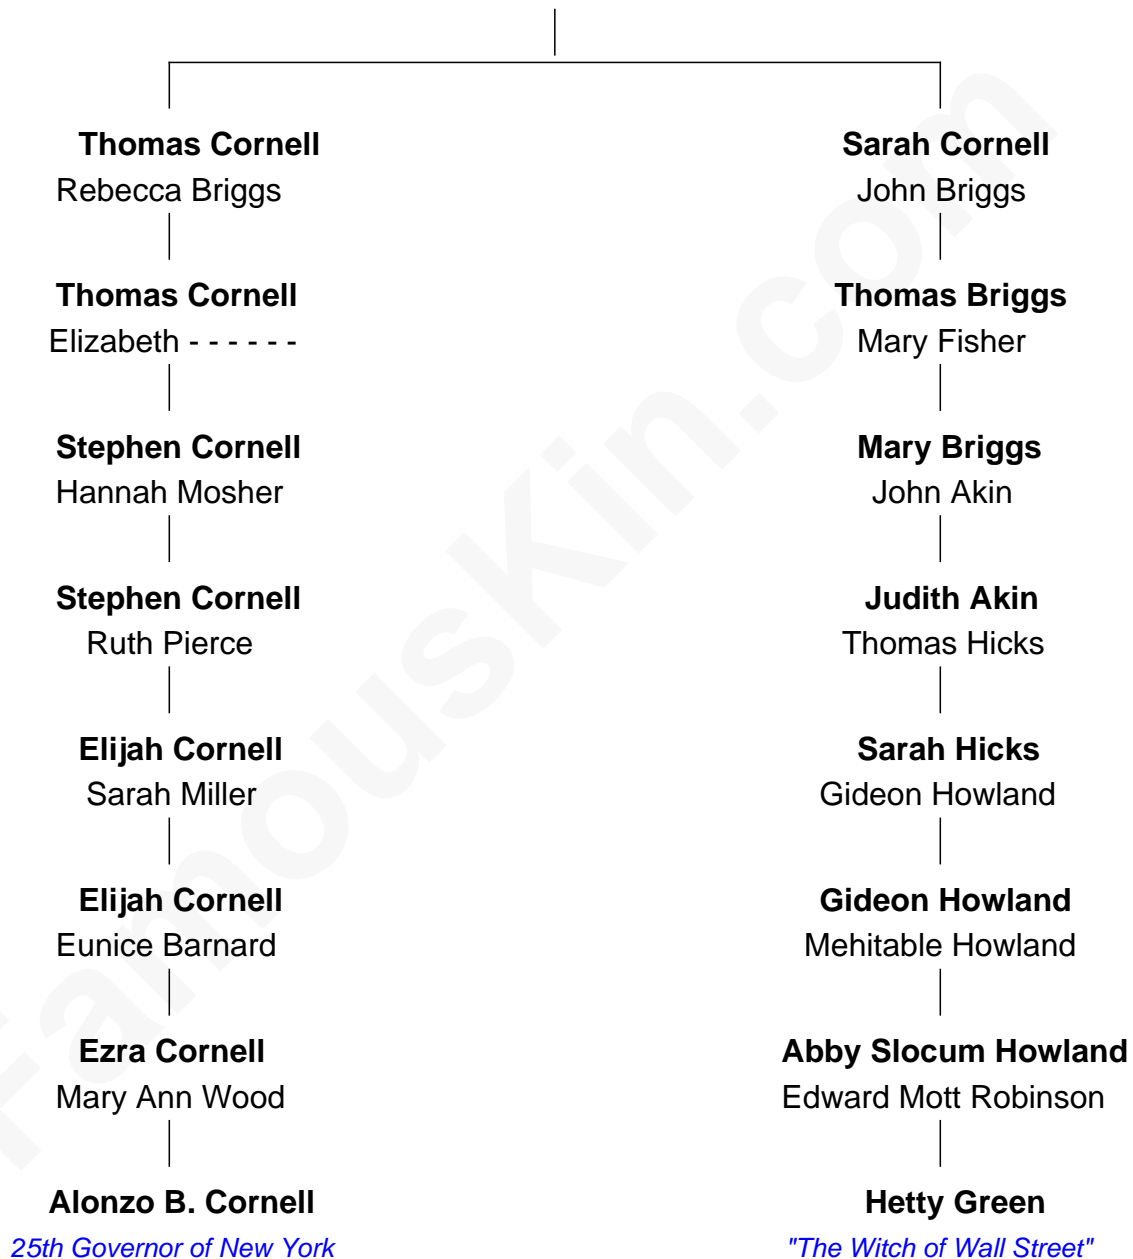 Thomas Cornell
Rebecca Briggs
Thomas Cornell
Elizabeth - - - - - -
Stephen Cornell
Hannah Mosher
Stephen Cornell
Ruth Pierce
Elijah Cornell
Sarah Miller
Elijah Cornell
Eunice Barnard
Ezra Cornell
Mary Ann Wood
Alonzo B. Cornell
25th Governor of New York
Sarah Cornell
John Briggs
Thomas Briggs
Mary Fisher
Mary Briggs
John Akin
Judith Akin
Thomas Hicks
Sarah Hicks
Gideon Howland
Gideon Howland
Mehitable Howland
Abby Slocum Howland
Edward Mott Robinson
Hetty Green
"The Witch of Wall Street"
FamousKin.com